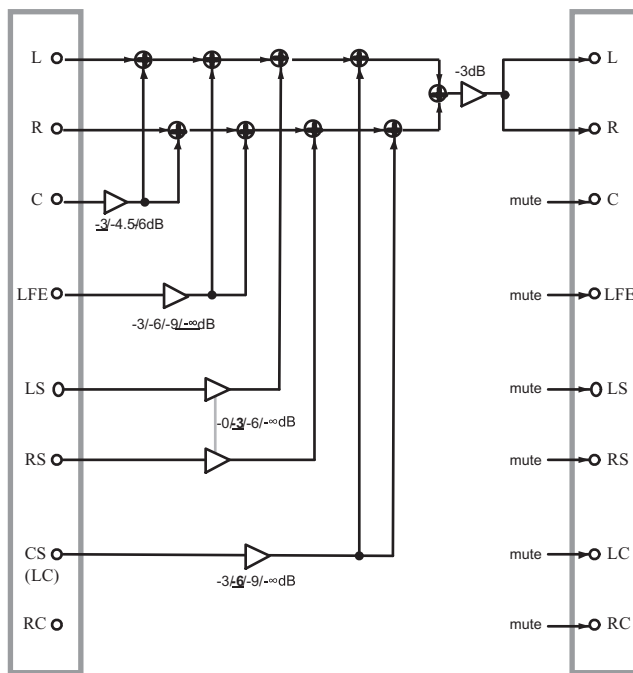 L
-3dB
L
R
R
C
mute
C
-3/-4.5/-6dB
LFE
mute
LFE
-3/-6/-9/-∞dB
LS
mute
LS
-0/-3/-6/-∞dB
RS
mute
RS
CS
(LC)
mute
LC
-3/-6/-9/-∞dB
RC
mute
RC